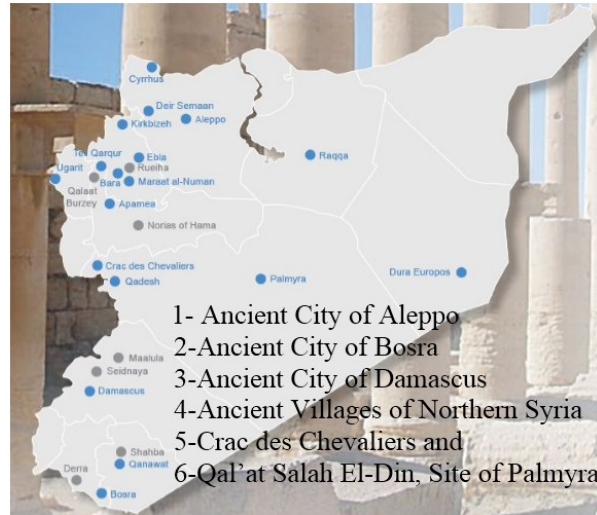 Cyrrhus
Deir Semaan
Kirkbizeh
Aleppo
Tell Qarqur
Ebla
Raqqa
Ugarit
Rueiha
Qalaat
Burzey
Bara
Maraat al-Numan
Apamea
Norias of Hama
Crac des Chevaliers
Qadesh
Palmyra
Dura Europos
1- Ancient City of Aleppo
2-Ancient City of Bosra
3-Ancient City of Damascus
4-Ancient Villages of Northern Syria
5-Crac des Chevaliers and
6-Qal’at Salah El-Din, Site of Palmyra
Maalula
Seidnaya
Damascus
Shahba
Qanawat
Derra
Bosra